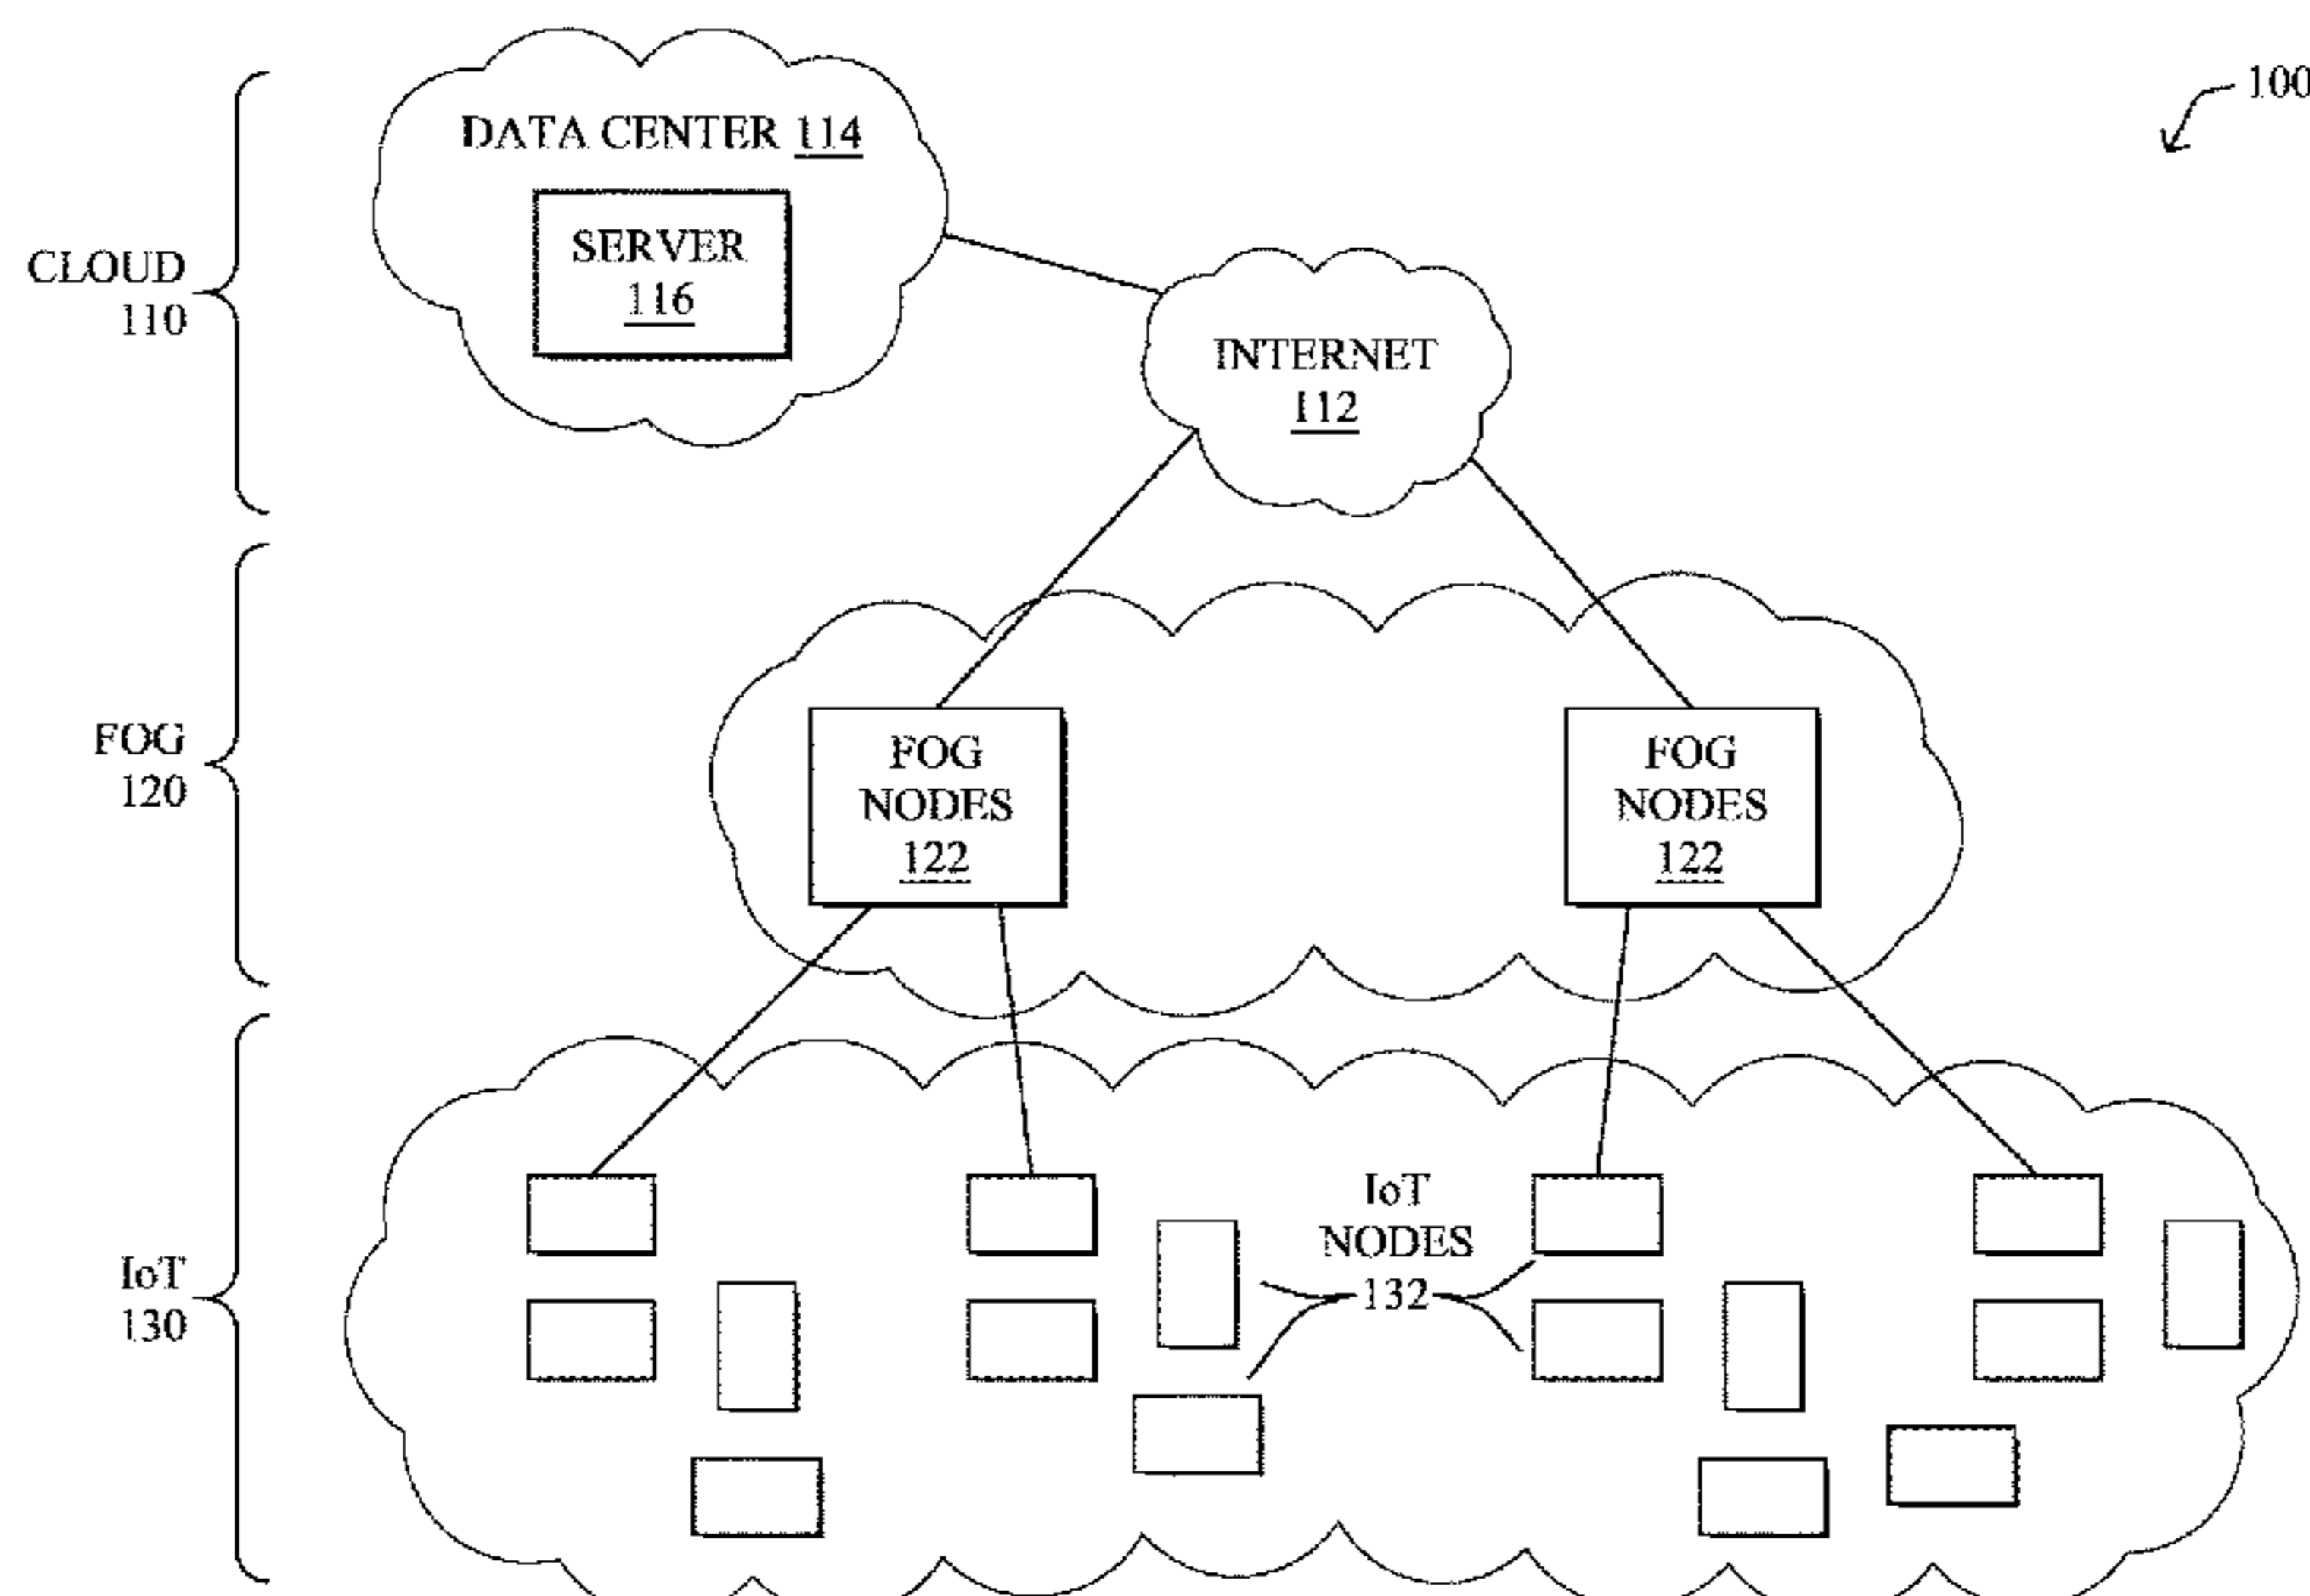 100
DATA CENTER 114
SERVER
116
CLOUD
110
INTERNET
112
FOG
120
FOG
NODES
122
FOG
NODES
122
IoT
130
IoT
NODES
132